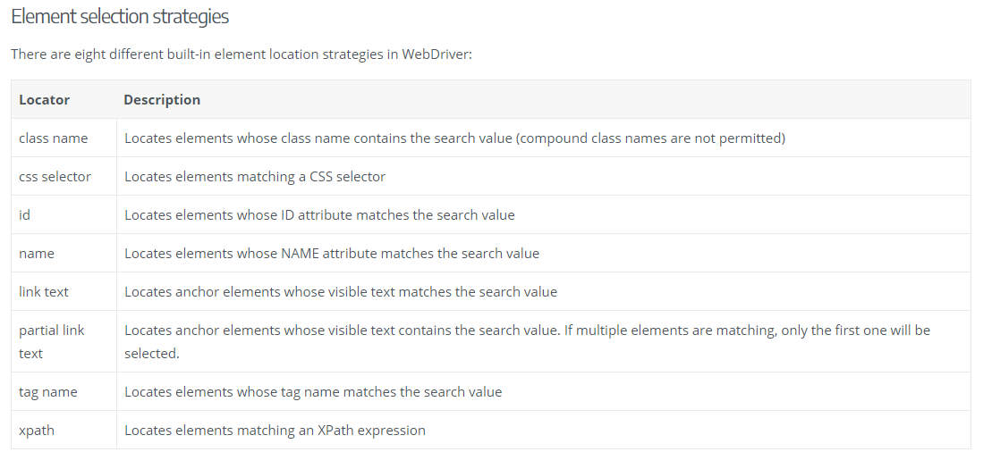 Element selection strategies
There are eight different built-in element location strategies in WebDriver:
Locator Description
class name Locates elements whose class name contains the search value (compound class names are not permitted)
css selector Locates elements matching a CSS selector
id Locates elements whose ID attribute matches the search value
name Locates elements whose NAME attribute matches the search value
link text Locates anchor elements whose visible text matches the search value
partial link Locates anchor elements whose visible text contains the search value. If multiple elements are matching, only the first one will be
text selected.
tag name Locates elements whose tag name matches the search value
xpath Locates elements matching an XPath expression